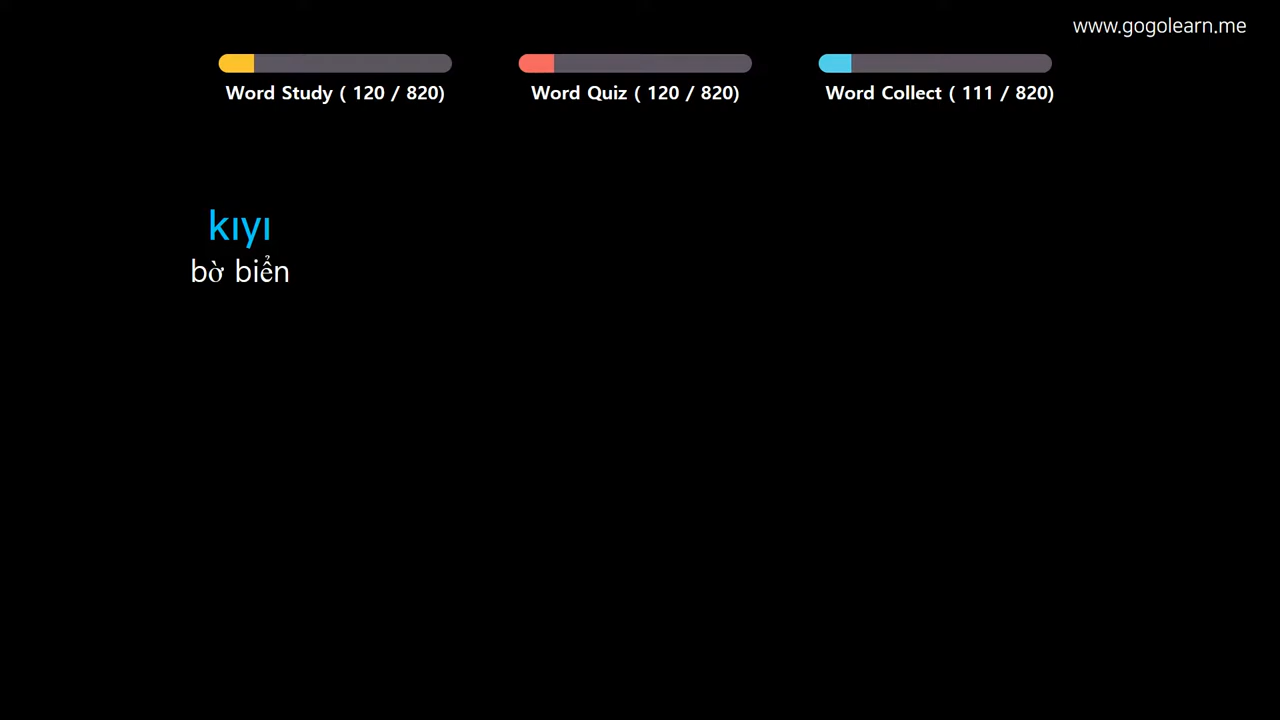 www.gogolearn.me
Word Study ( 120 / 820)
Word Quiz ( 120 / 820)
Word Collect ( 111 / 820)
kıyı
bờ biển